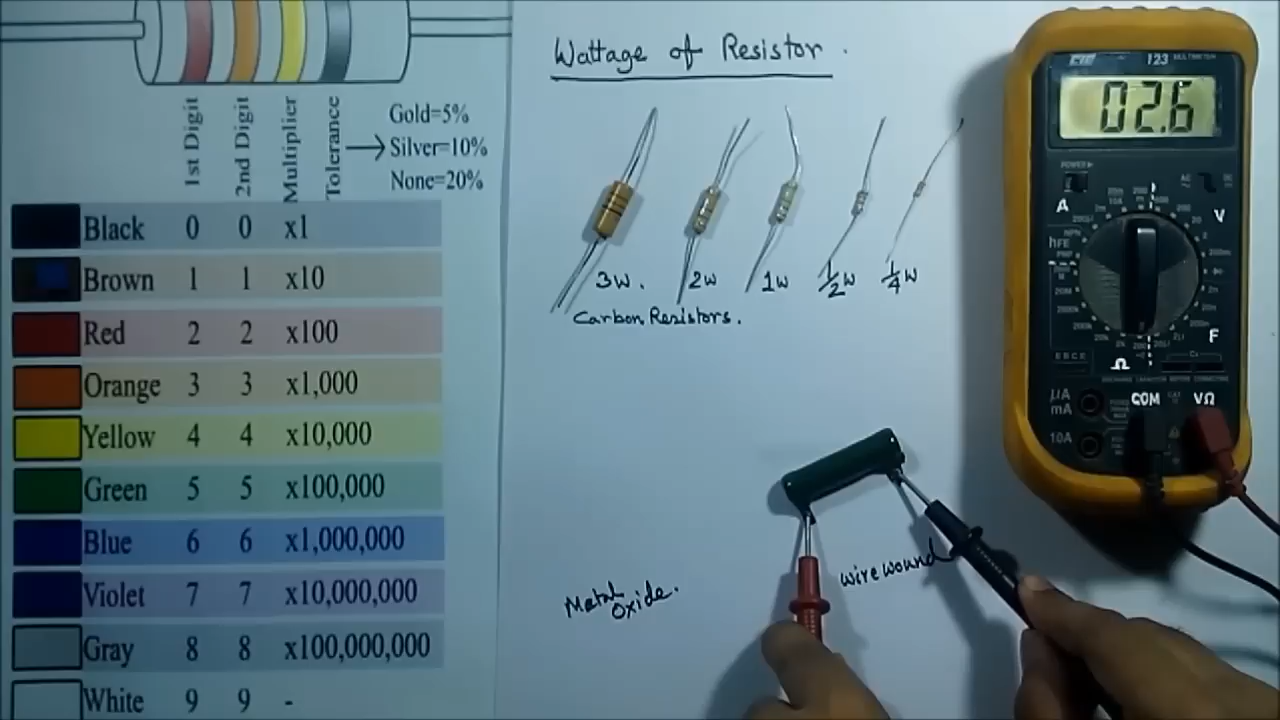 1st Digit
2nd Digit
Multiplier
Tolerance
Gold=5%
Silver=10%
None=20%
Black 0 0 x1
Brown 1 1 x10
Red 2 2 x100
Orange 3 3 x1,000
Yellow 4 4 x10,000
Green 5 5 x100,000
Blue 6 6 x1,000,000
Violet 7 7 x10,000,000
Gray 8 8 x100,000,000
White 9 9 -
Wattage of Resistor.
3W. 2W 1W 1/2W 1/4W
Carbon Resistors.
Metal
Oxide.
wirewound
123 MULTIMETER
02.6
POWER
AC
DC
A
V
hFE
F
Ω
EBCE
µA
mA
COM
VΩ
10A